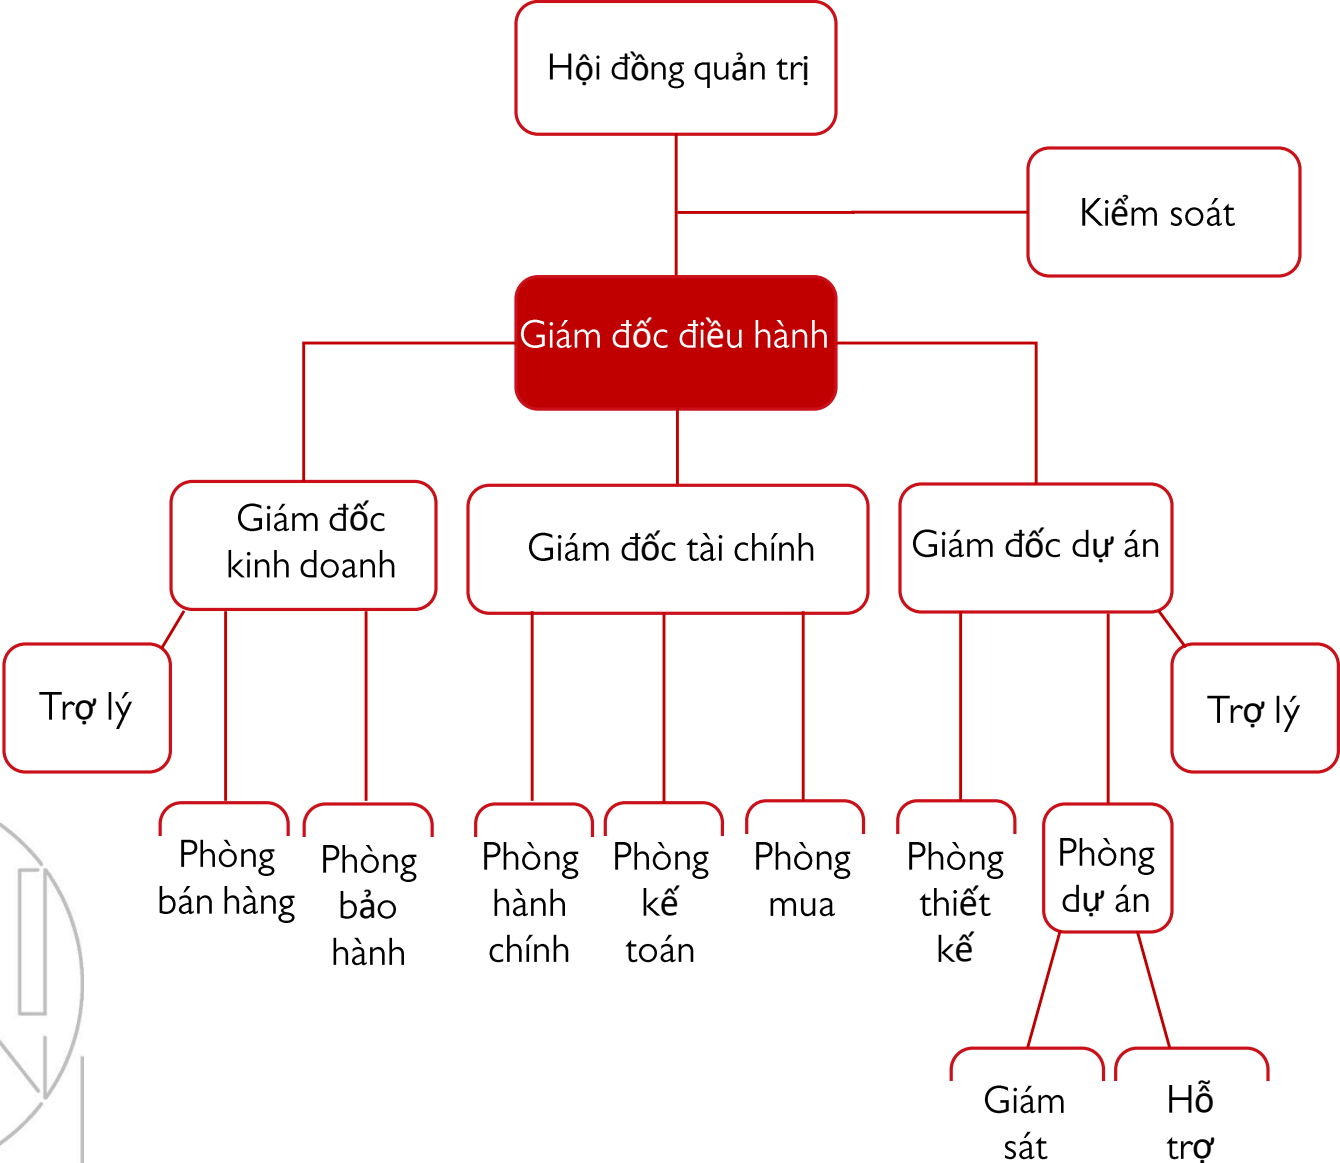 Hội đồng quản trị
Kiểm soát
Giám đốc điều hành
Giám đốc
kinh doanh
Giám đốc tài chính
Giám đốc dự án
Trợ lý
Trợ lý
Phòng
bán hàng
Phòng
bảo
hành
Phòng
hành
chính
Phòng
kế
toán
Phòng
mua
Phòng
thiết
kế
Phòng
dự án
Giám
sát
Hỗ
trợ